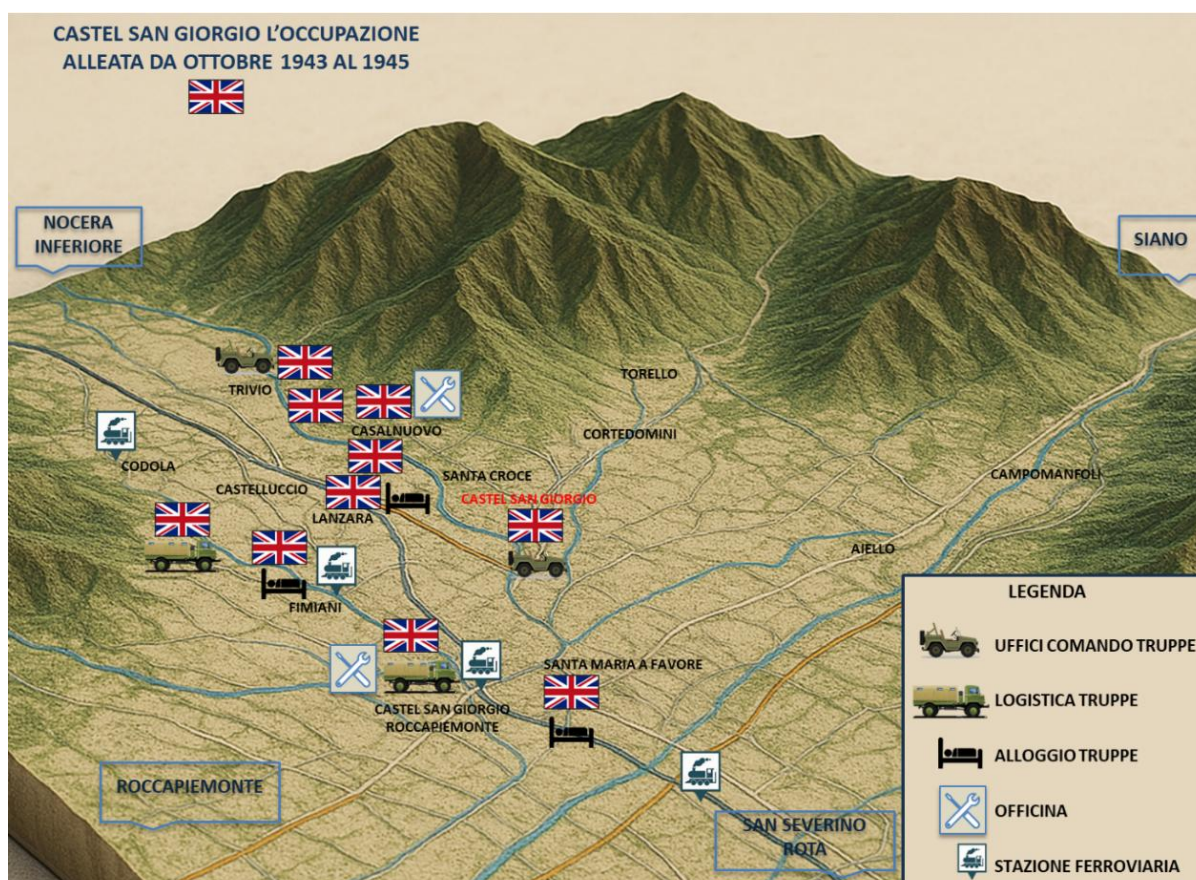 CASTEL SAN GIORGIO L'OCCUPAZIONE
ALLEATA DA OTTOBRE 1943 AL 1945
NOCERA
INFERIORE
SIANO
TRIVIO
TORELLO
CASALNUOVO
CORTEDOMINI
CODOLA
SANTA CROCE
CAMPOMANFOLI
CASTELLUCCIO
CASTEL SAN GIORGIO
LANZARA
AIELLO
FIMIANI
SANTA MARIA A FAVORE
CASTEL SAN GIORGIO
ROCCAPIEMONTE
ROCCAPIEMONTE
SAN SEVERINO
ROTA
LEGENDA
UFFICI COMANDO TRUPPE
LOGISTICA TRUPPE
ALLOGGIO TRUPPE
OFFICINA
STAZIONE FERROVIARIA